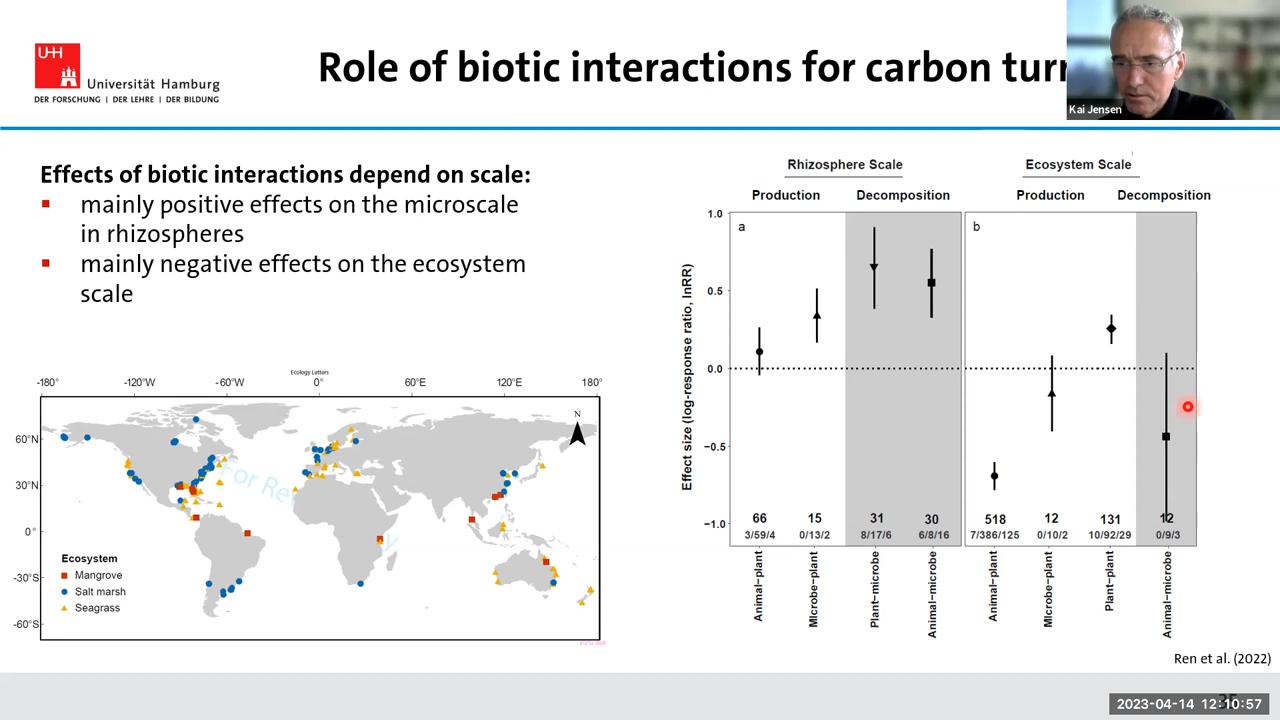 UHH
Universität Hamburg
DER FORSCHUNG | DER LEHRE | DER BILDUNG
Role of biotic interactions for carbon
Kai Jensen
Effects of biotic interactions depend on scale:
mainly positive effects on the microscale
in rhizospheres
mainly negative effects on the ecosystem
scale
Ecology Letters
-180° -120°W -60°W 0° 60°E 120°E 180°
60°N
30°N
0°
-30°S
-60°S
N
For Re
Ecosystem
Mangrove
Salt marsh
Seagrass
Rhizosphere Scale Ecosystem Scale
Production Decomposition Production Decomposition
a b
Effect size (log-response ratio, lnRR)
1.0
0.5
0.0
−0.5
−1.0
66 15 31 30 518 12 131 12
3/59/4 0/13/2 8/17/6 6/8/16 7/386/125 0/10/2 10/92/29 0/9/3
Animal−plant
Microbe−plant
Plant−microbe
Animal−microbe
Animal−plant
Microbe−plant
Plant−plant
Animal−microbe
Ren et al. (2022)
2023-04-14 12:10:57